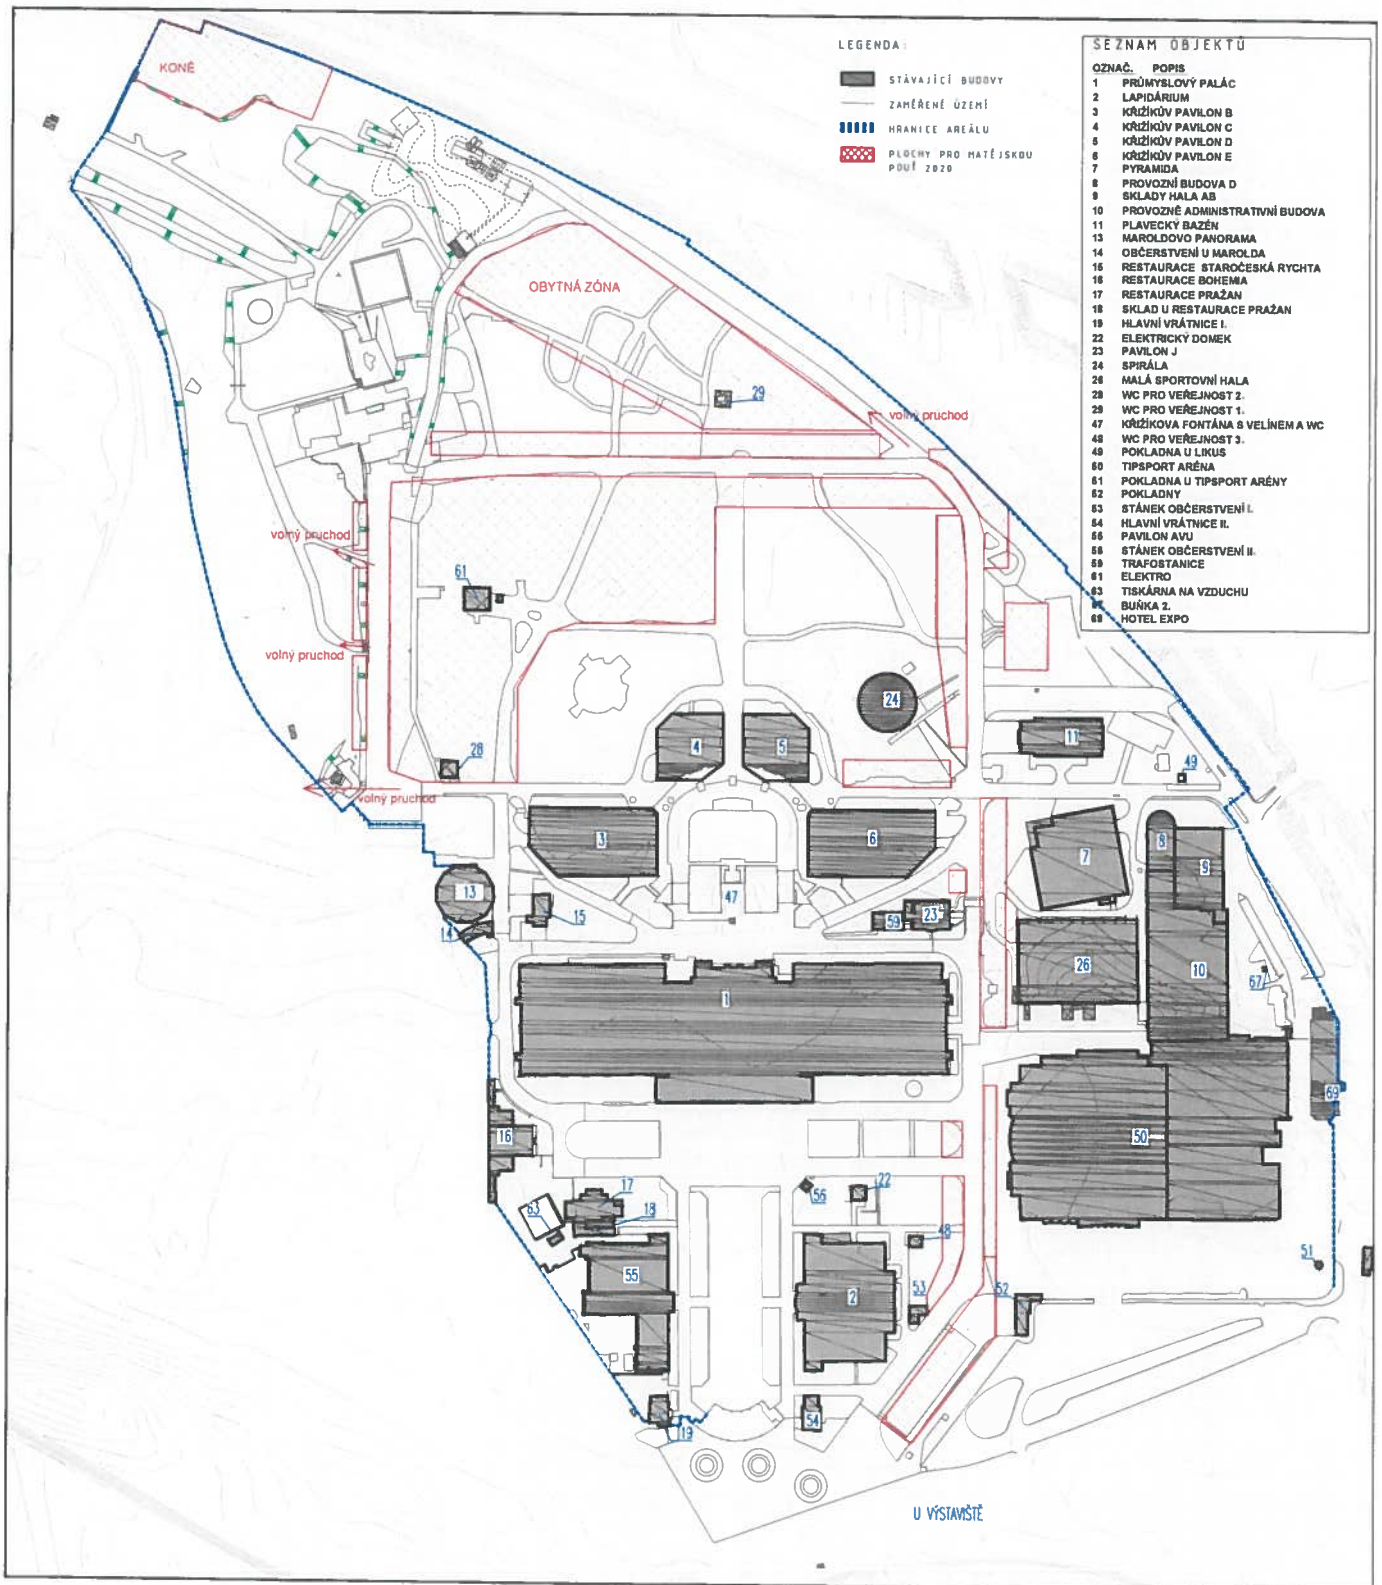 LEGENDA:
STÁVAJÍCÍ BUDOVY
ZAMĚŘENÉ ÚZEMÍ
HRANICE AREÁLU
PLOCHY PRO MATĚJSKOU
POUŤ 2020
SEZNAM OBJEKTŮ
OZNAČ. POPIS
1 PRŮMYSLOVÝ PALÁC
2 LAPIDÁRIUM
3 KŘIŽÍKŮV PAVILON B
4 KŘIŽÍKŮV PAVILON C
5 KŘIŽÍKŮV PAVILON D
6 KŘIŽÍKŮV PAVILON E
7 PYRAMIDA
8 PROVOZNÍ BUDOVA D
9 SKLADY HALA AB
10 PROVOZNĚ ADMINISTRATIVNÍ BUDOVA
11 PLAVECKÝ BAZÉN
13 MAROLDOVO PANORAMA
14 OBČERSTVENÍ U MAROLDA
15 RESTAURACE STAROČESKÁ RYCHTA
16 RESTAURACE BOHEMIA
17 RESTAURACE PRAŽAN
18 SKLAD U RESTAURACE PRAŽAN
19 HLAVNÍ VRÁTNICE I.
22 ELEKTRICKÝ DOMEK
23 PAVILON J
24 SPIRÁLA
26 MALÁ SPORTOVNÍ HALA
28 WC PRO VEŘEJNOST 2.
29 WC PRO VEŘEJNOST 1.
47 KŘIŽÍKOVA FONTÁNA S VELÍNEM A WC
48 WC PRO VEŘEJNOST 3.
49 POKLADNA U LIKUS
50 TIPSPORT ARÉNA
51 POKLADNA U TIPSPORT ARÉNY
52 POKLADNY
53 STÁNEK OBČERSTVENÍ I.
54 HLAVNÍ VRÁTNICE II.
55 PAVILON AVU
56 STÁNEK OBČERSTVENÍ II.
59 TRAFOSTANICE
61 ELEKTRO
63 TISKÁRNA NA VZDUCHU
67 BUŇKA 2.
69 HOTEL EXPO
KONĚ
OBYTNÁ ZÓNA
29
volný pruchod
volný pruchod
61
volný pruchod
24
4
5
11
28
49
volný pruchod
3
6
7
8
9
13
47
15
59
23
14
26
10
67
1
69
16
50
17
56
22
63
18
48
55
51
2
53
52
54
19
U VÝSTAVIŠTĚ